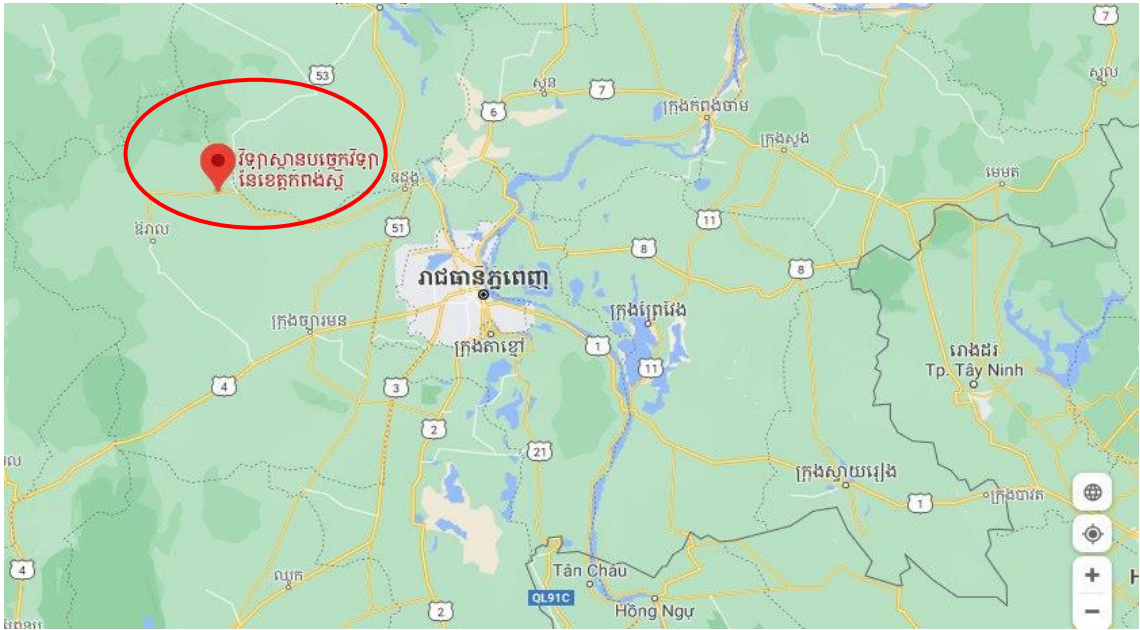 7
53
ស្គន់
7
ស្នួល
6
ក្រុងកំពង់ចាម
ក្រុងសួង
វិទ្យាស្ថានបច្ចេកវិទ្យា
នៃខេត្តកំពង់ស្ពឺ
ឧដុង្គ
មេមត់
ឱរ៉ាល់
51
11
8
8
រាជធានីភ្នំពេញ
ក្រុងព្រៃវែង
ក្រុងច្បារមន
ក្រុងតាខ្មៅ
1
11
រោងដំរី
Tp. Tây Ninh
4
3
2
21
ក្រុងស្វាយរៀង
1
ក្រុងបាវិត
4
ឈូក
Tân Châu
QL91C
Hồng Ngự
2
+
−
H